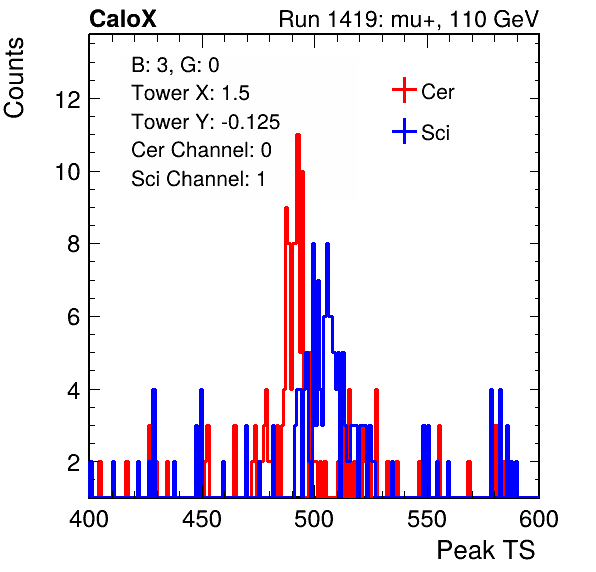 CaloX Run 1419: mu+, 110 GeV
Counts
B: 3, G: 0
Tower X: 1.5
Tower Y: -0.125
Cer Channel: 0
Sci Channel: 1
Cer
Sci
12
10
8
6
4
2
400 450 500 550 600
Peak TS